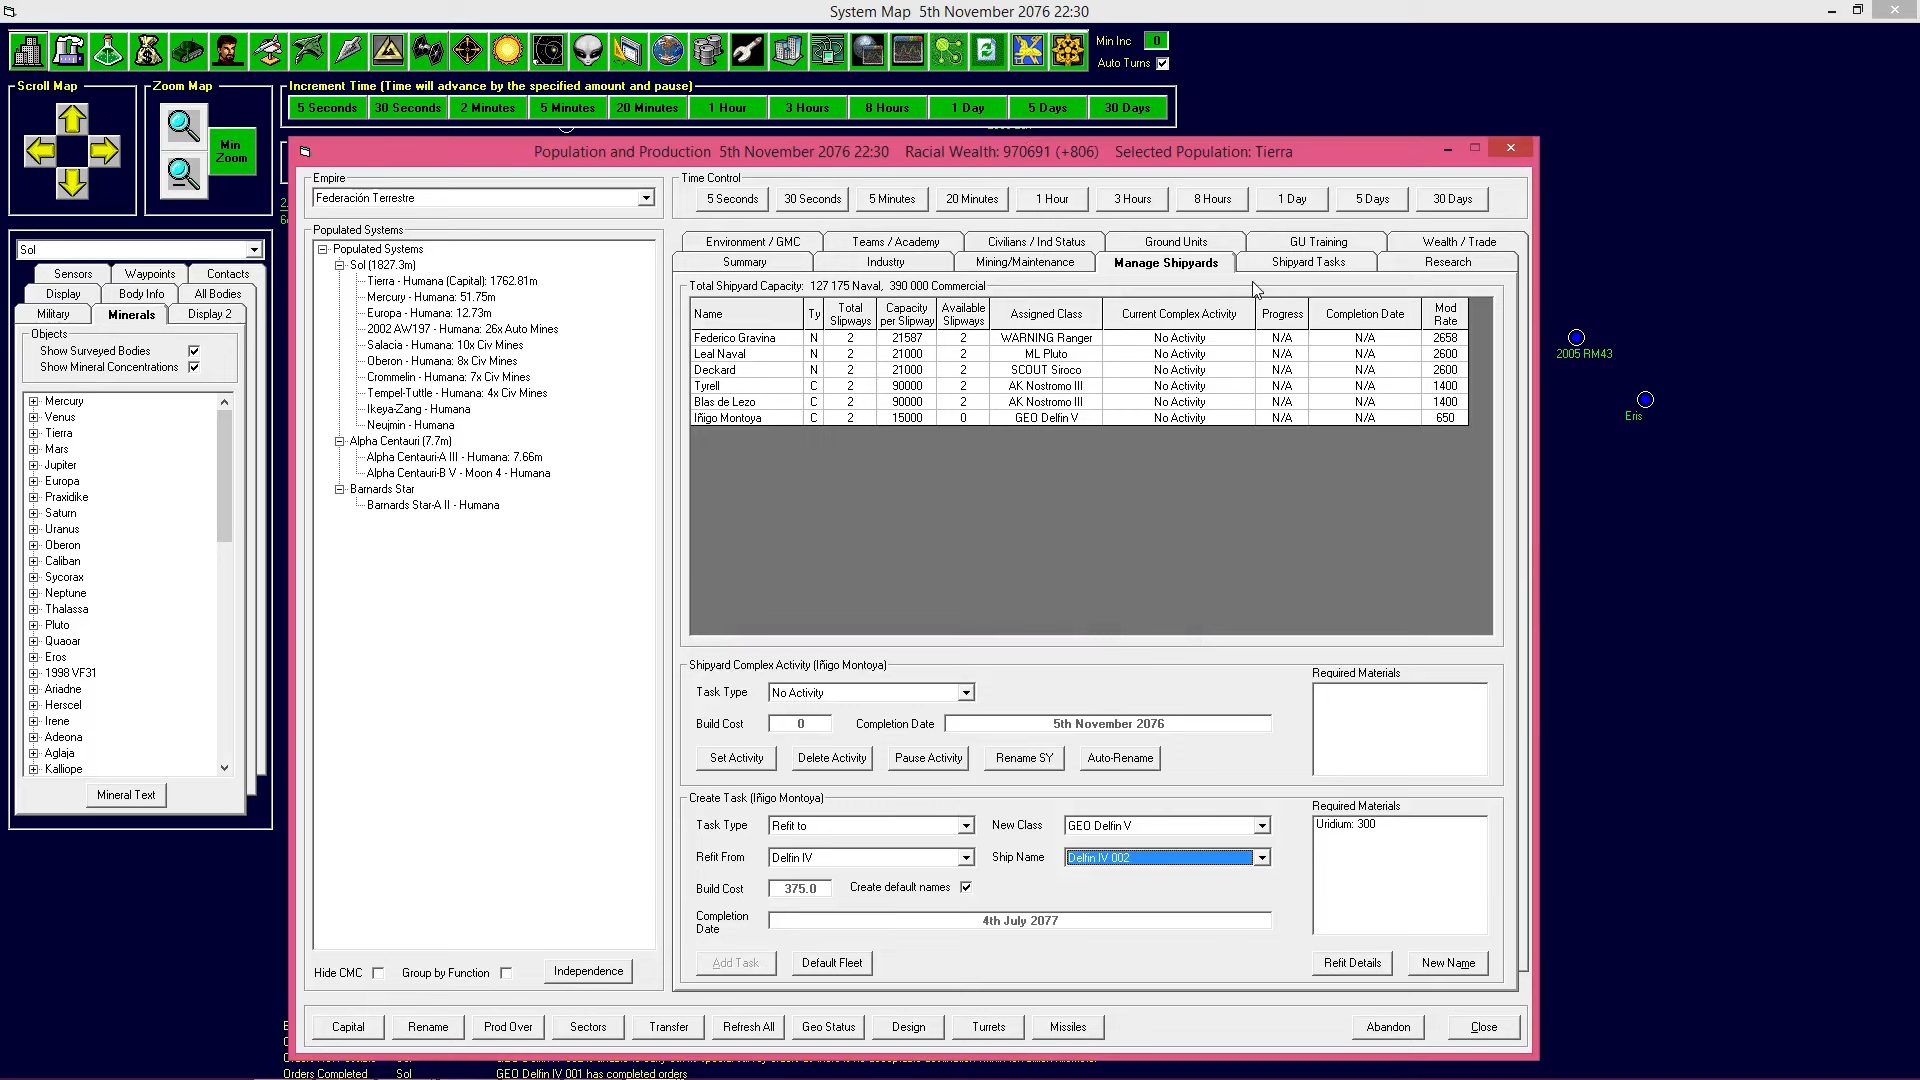 System Map   5th November 2076 22:30
Min Inc 0
Auto Turns
Scroll Map
Zoom Map
Min Zoom
Increment Time (Time will advance by the specified amount and pause)
5 Seconds 30 Seconds 2 Minutes 5 Minutes 20 Minutes 1 Hour 3 Hours 8 Hours 1 Day 5 Days 30 Days
Sol
Sensors Waypoints Contacts
Display Body Info All Bodies
Military Minerals Display 2
Objects
Show Surveyed Bodies
Show Mineral Concentrations
Mercury
Venus
Tierra
Mars
Jupiter
Europa
Praxidike
Saturn
Uranus
Oberon
Caliban
Sycorax
Neptune
Thalassa
Pluto
Quaoar
Eros
1998 VF31
Ariadne
Herscel
Irene
Adeona
Aglaja
Kalliope
Mineral Text
Population and Production   5th November 2076 22:30   Racial Wealth: 970691 (+806)   Selected Population: Tierra
Empire
Federación Terrestre
Populated Systems
Populated Systems
Sol (1827.3m)
Tierra - Humana (Capital): 1762.81m
Mercury - Humana: 51.75m
Europa - Humana: 12.73m
2002 AW197 - Humana: 26x Auto Mines
Salacia - Humana: 10x Civ Mines
Oberon - Humana: 8x Civ Mines
Crommelin - Humana: 7x Civ Mines
Tempel-Tuttle - Humana: 4x Civ Mines
Ikeya-Zang - Humana
Neujmin - Humana
Alpha Centauri (7.7m)
Alpha Centauri-A III - Humana: 7.66m
Alpha Centauri-B V - Moon 4 - Humana
Barnards Star
Barnards Star-A II - Humana
Hide CMC Group by Function Independence
Time Control
5 Seconds 30 Seconds 5 Minutes 20 Minutes 1 Hour 3 Hours 8 Hours 1 Day 5 Days 30 Days
Environment / GMC Teams / Academy Civilians / Ind Status Ground Units GU Training Wealth / Trade
Summary Industry Mining/Maintenance Manage Shipyards Shipyard Tasks Research
Total Shipyard Capacity: 127 175 Naval, 390 000 Commercial
Name Ty Total Slipways Capacity per Slipway Available Slipways Assigned Class Current Complex Activity Progress Completion Date Mod Rate
Federico Gravina N 2 21587 2 WARNING Ranger No Activity N/A N/A 2658
Leal Naval N 2 21000 2 ML Pluto No Activity N/A N/A 2600
Deckard N 2 21000 2 SCOUT Siroco No Activity N/A N/A 2600
Tyrell C 2 90000 2 AK Nostromo III No Activity N/A N/A 1400
Blas de Lezo C 2 90000 2 AK Nostromo III No Activity N/A N/A 1400
Iñigo Montoya C 2 15000 0 GEO Delfin V No Activity N/A N/A 650
Shipyard Complex Activity (Iñigo Montoya)
Task Type No Activity
Build Cost 0 Completion Date 5th November 2076
Set Activity Delete Activity Pause Activity Rename SY Auto-Rename
Required Materials
Create Task (Iñigo Montoya)
Task Type Refit to New Class GEO Delfin V
Refit From Delfin IV Ship Name Delfin IV 002
Build Cost 375.0 Create default names
Completion Date 4th July 2077
Add Task Default Fleet
Required Materials
Uridium: 300
Refit Details New Name
Capital Rename Prod Over Sectors Transfer Refresh All Geo Status Design Turrets Missiles Abandon Close
2005 RM43
Eris
Orders Completed Sol GEO Delfin IV 001 has completed orders